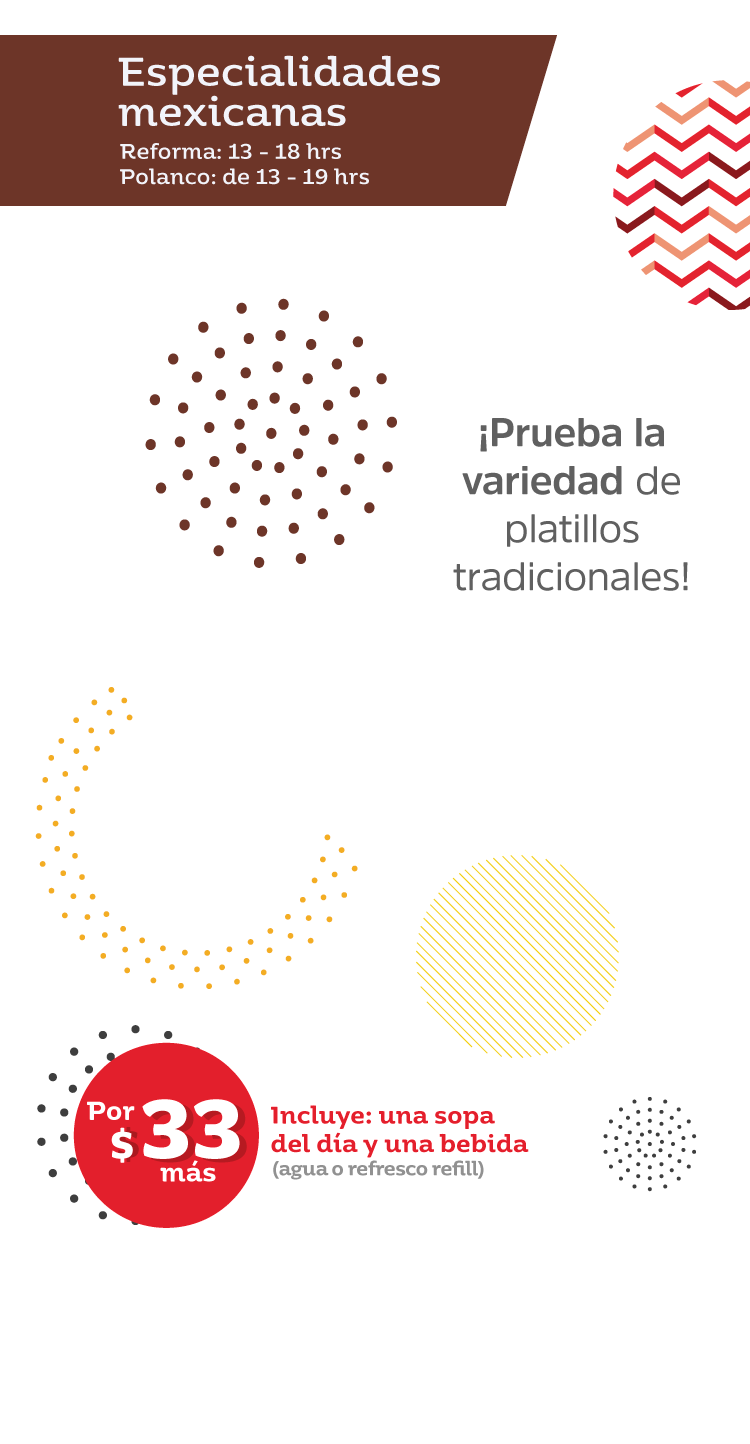 Especialidades
mexicanas
Reforma: 13 - 18 hrs
Polanco: de 13 - 19 hrs
¡Prueba la
variedad de
platillos
tradicionales!
Por
$33
más
Incluye: una sopa
del día y una bebida
(agua o refresco refill)